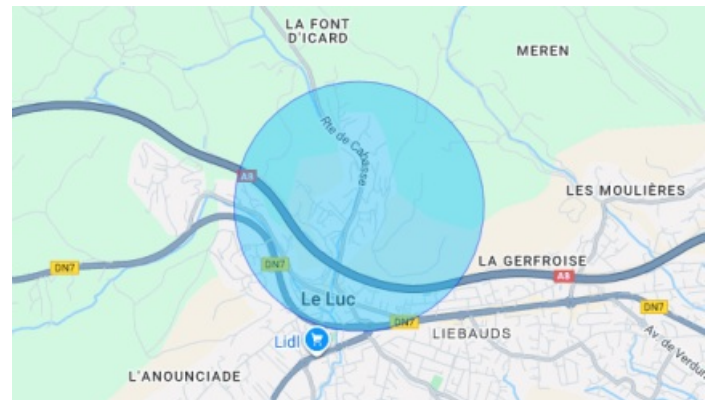 LA FONT
D'ICARD
MEREN
Rte de Cabasse
A8
LES MOULIÈRES
LA GERFROISE
A8
DN7
DN7
Le Luc
DN7
DN7
LIEBAUDS
Lidl
Av. de Verdun
L'ANOUNCIADE